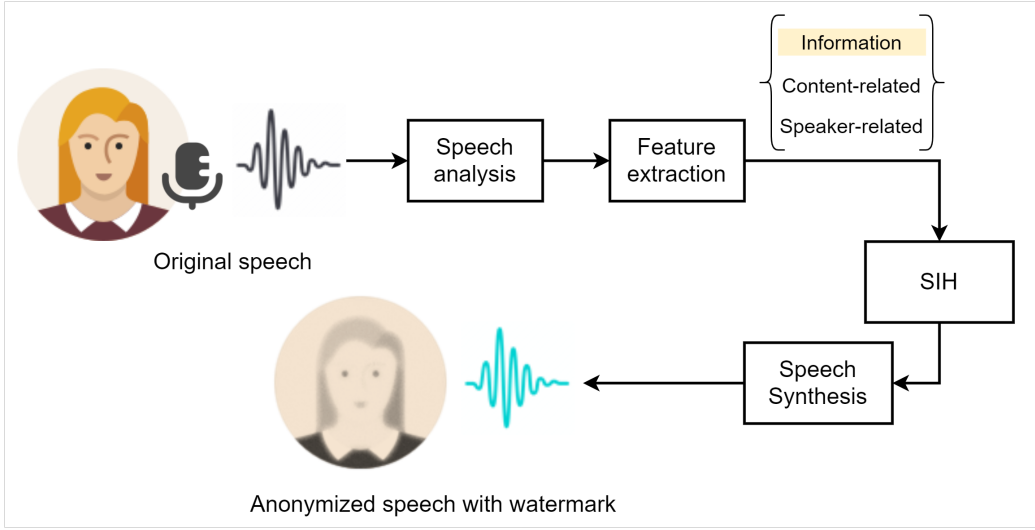 Information
Content-related
Speaker-related
Speech
analysis
Feature
extraction
Original speech
SIH
Speech
Synthesis
Anonymized speech with watermark